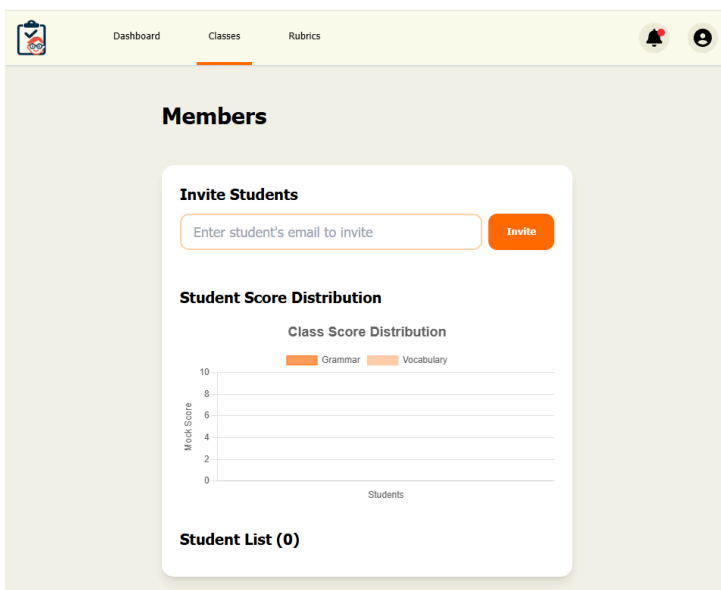 Dashboard
Classes
Rubrics
Members
Invite Students
Enter student's email to invite
Invite
Student Score Distribution
Class Score Distribution
Grammar
Vocabulary
10
8
6
4
2
0
Mock Score
Students
Student List (0)